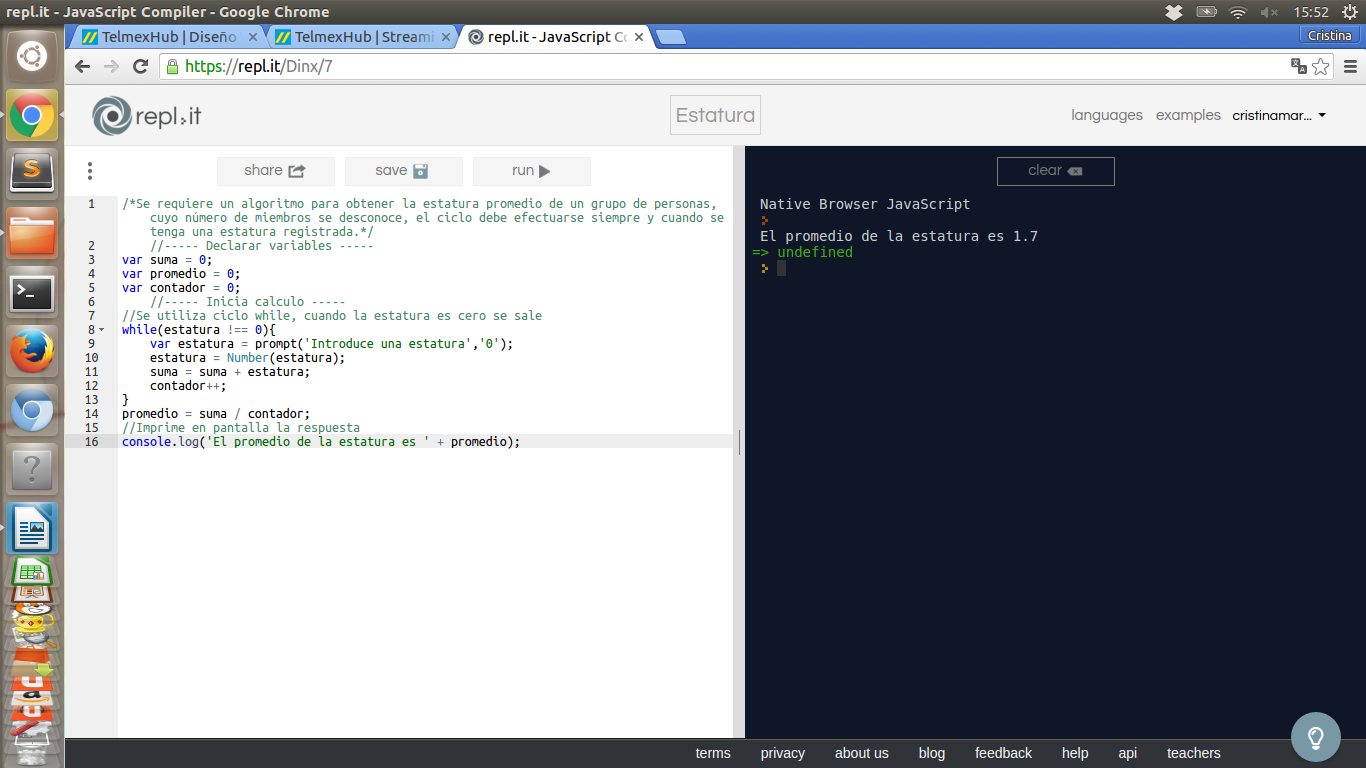 repl.it - JavaScript Compiler - Google Chrome
15:52
TelmexHub | Diseño
TelmexHub | Streami
repl.it - JavaScript Co
Cristina
https://repl.it/Dinx/7
repl.it
Estatura
languages
examples
cristinamar...
share
save
run
clear
1 /*Se requiere un algoritmo para obtener la estatura promedio de un grupo de personas,
cuyo número de miembros se desconoce, el ciclo debe efectuarse siempre y cuando se
tenga una estatura registrada.*/
2 //----- Declarar variables -----
3 var suma = 0;
4 var promedio = 0;
5 var contador = 0;
6 //----- Inicia calculo -----
7 //Se utiliza ciclo while, cuando la estatura es cero se sale
8 while(estatura !== 0){
9 var estatura = prompt('Introduce una estatura','0');
10 estatura = Number(estatura);
11 suma = suma + estatura;
12 contador++;
13 }
14 promedio = suma / contador;
15 //Imprime en pantalla la respuesta
16 console.log('El promedio de la estatura es ' + promedio);
Native Browser JavaScript
El promedio de la estatura es 1.7
=> undefined
terms
privacy
about us
blog
feedback
help
api
teachers